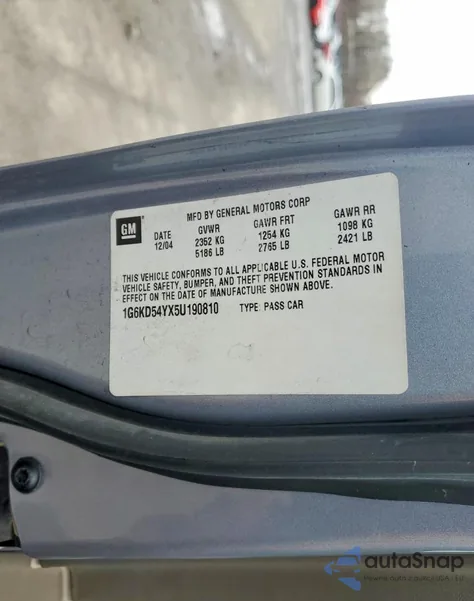 MFD BY GENERAL MOTORS CORP
GM DATE GVWR GAWR FRT GAWR RR
12/04 2352 KG 1254 KG 1098 KG
5186 LB 2765 LB 2421 LB
THIS VEHICLE CONFORMS TO ALL APPLICABLE U.S. FEDERAL MOTOR
VEHICLE SAFETY, BUMPER, AND THEFT PREVENTION STANDARDS IN
EFFECT ON THE DATE OF MANUFACTURE SHOWN ABOVE.
1G6KD54YX5U190810 TYPE: PASS CAR
autaSnap